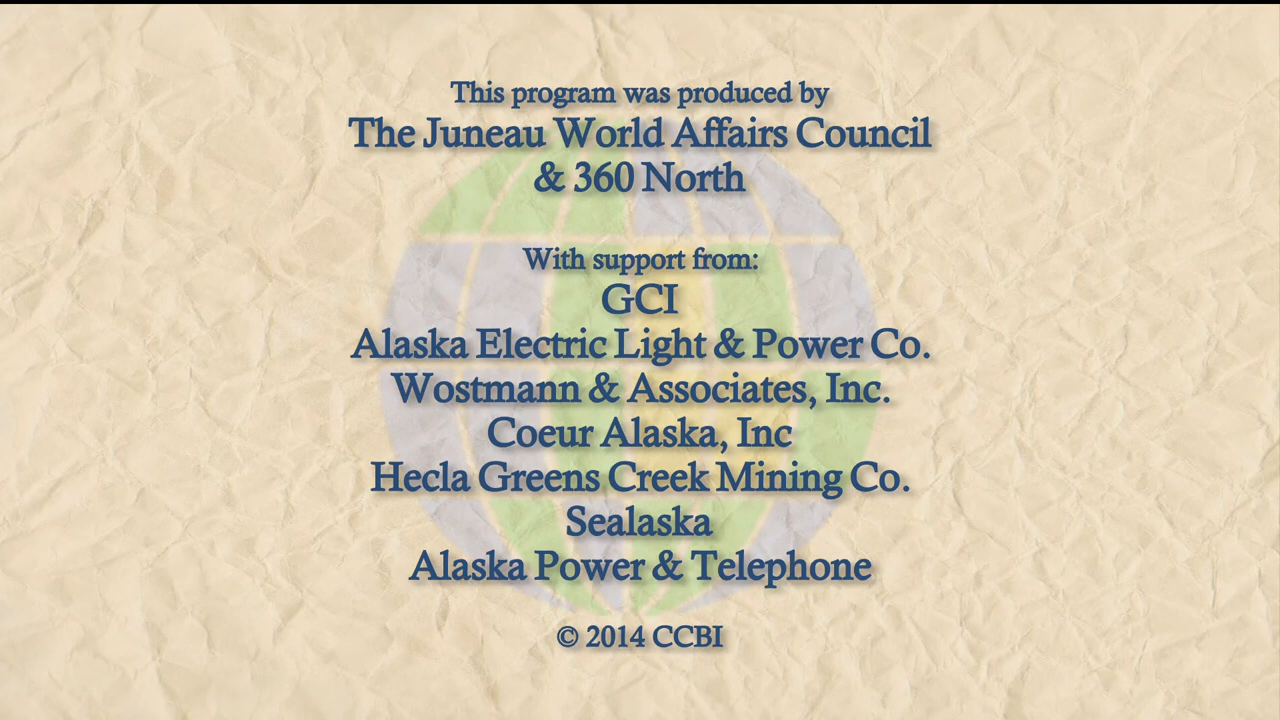 This program was produced by
The Juneau World Affairs Council
& 360 North
With support from:
GCI
Alaska Electric Light & Power Co.
Wostmann & Associates, Inc.
Coeur Alaska, Inc
Hecla Greens Creek Mining Co.
Sealaska
Alaska Power & Telephone
© 2014 CCBI